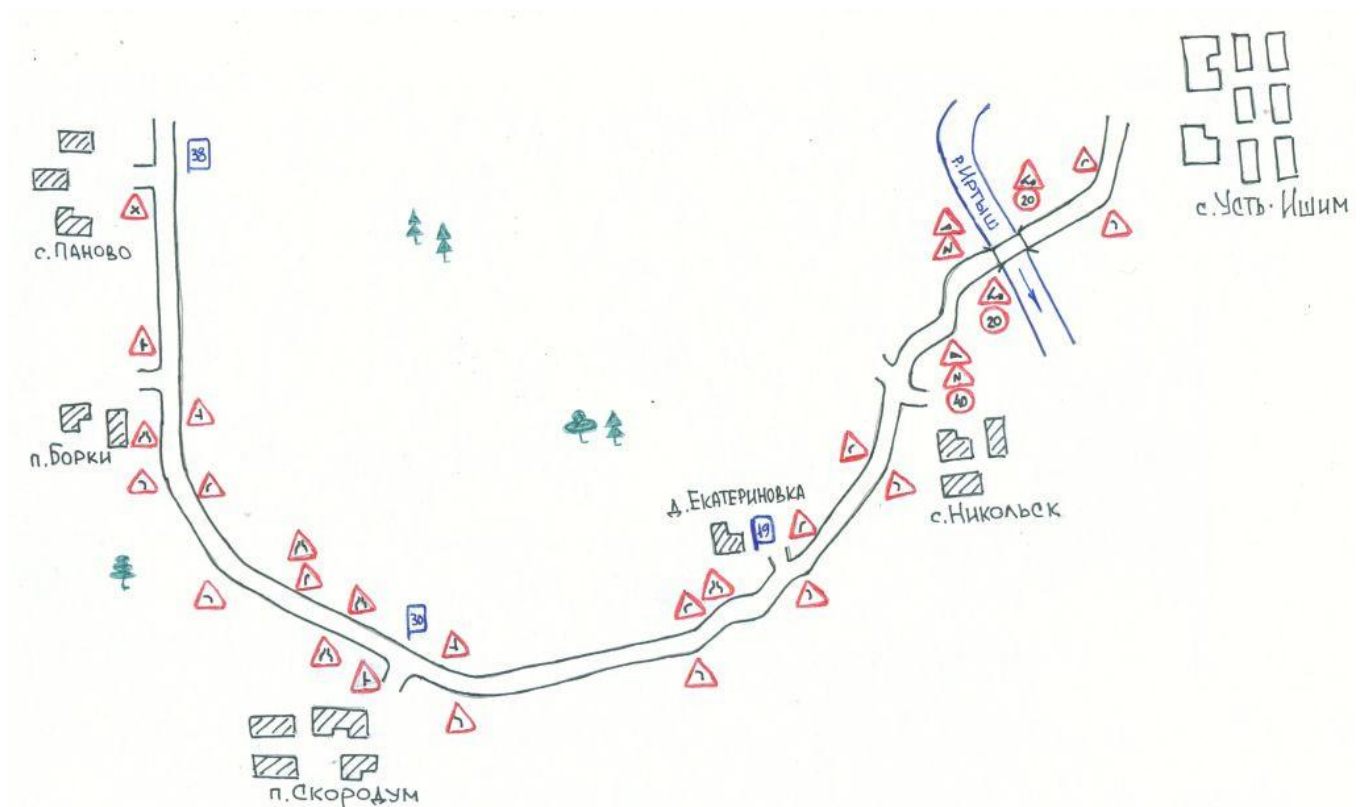 с.Усть-Ишим
р.Иртыш
38
20
с.Паново
20
40
п.Борки
д.Екатериновка
19
с.Никольск
30
п.Скородум